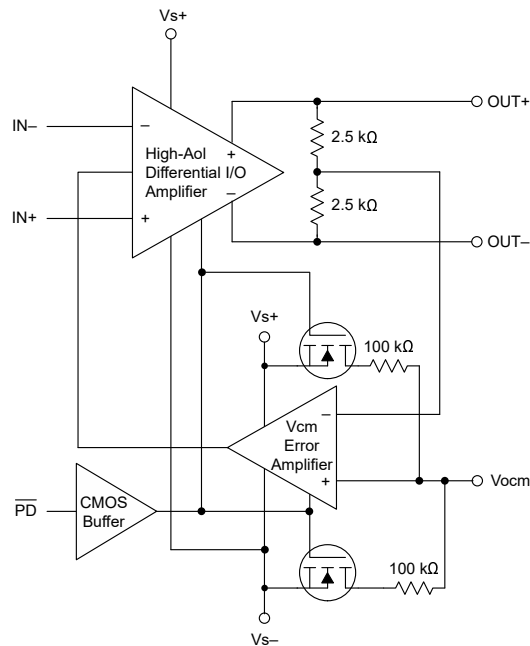 Vs+
OUT+
IN–
−
+
2.5 kΩ
High-Aol
Differential I/O
Amplifier
−
2.5 kΩ
IN+
+
OUT–
Vs+
100 kΩ
−
Vcm
Error
Amplifier
+
Vocm
PD
CMOS
Buffer
100 kΩ
Vs–